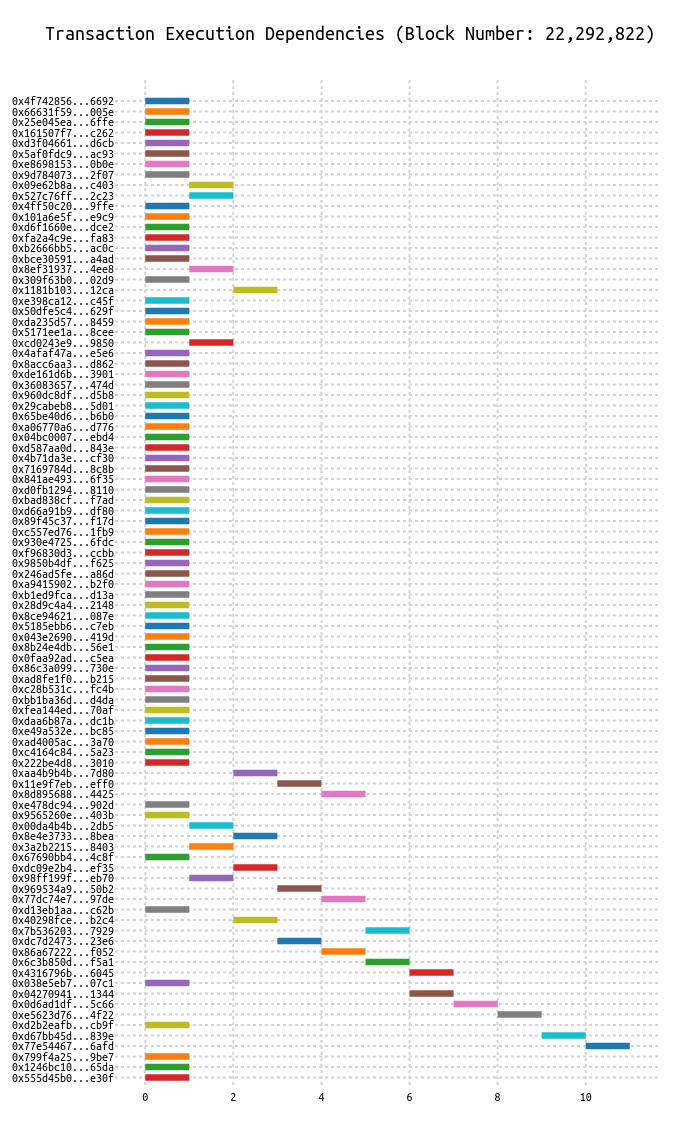 Transaction Execution Dependencies (Block Number: 22,292,822)
0x4f742856...6692
0x66631f59...005e
0x25e045ea...6ffe
0x161507f7...c262
0xd3f04661...d6cb
0x5af0fdc9...ac93
0xe8698153...0b0e
0x9d784073...2f07
0x09e62b8a...c403
0x527c76ff...2c23
0x4ff50c20...9ffe
0x101a6e5f...e9c9
0xd6f1660e...dce2
0xfa2a4c9e...fa83
0xb2666bb5...ac0c
0xbce30591...a4ad
0x8ef31937...4ee8
0x309f63b0...02d9
0x1181b103...12ca
0xe398ca12...c45f
0x50dfe5c4...629f
0xda235d57...8459
0x5171ee1a...8cee
0xcd0243e9...9850
0x4afaf47a...e5e6
0x8acc6aa3...d862
0xde161d6b...3901
0x36083657...474d
0x960dc8df...d5b8
0x29cabeb8...5d01
0x65be40d6...b6b0
0xa06770a6...d776
0x04bc0007...ebd4
0xd587aa0d...843e
0x4b71da3e...cf30
0x7169784d...8c8b
0x841ae493...6f35
0xd0fb1294...8110
0xbad838cf...f7ad
0xd66a91b9...df80
0x89f45c37...f17d
0xc557ed76...1fb9
0x930e4725...6fdc
0xf96830d3...ccbb
0x9850b4df...f625
0x246ad5fe...a86d
0xa9415902...b2f0
0xb1ed9fca...d13a
0x28d9c4a4...2148
0x8ce94621...087e
0x5185ebb6...c7eb
0x043e2690...419d
0x8b24e4db...56e1
0x0faa92ad...c5ea
0x86c3a099...730e
0xad8fe1f0...b215
0xc28b531c...fc4b
0xbb1ba36d...d4da
0xfea144ed...70af
0xdaa6b87a...dc1b
0xe49a532e...bc85
0xad4005ac...3a70
0xc4164c84...5a23
0x222be4d8...3010
0xaa4b9b4b...7d80
0x11e9f7eb...eff0
0x8d895688...4425
0xe478dc94...902d
0x9565260e...403b
0x00da4b4b...2db5
0x8e4e3733...8bea
0x3a2b2215...8403
0x67690bb4...4c8f
0xdc09e2b4...ef35
0x98ff199f...eb70
0x969534a9...50b2
0x77dc74e7...97de
0xd13eb1aa...c62b
0x40298fce...b2c4
0x7b536203...7929
0xdc7d2473...23e6
0x86a67222...f052
0x6c3b850d...f5a1
0x4316796b...6045
0x038e5eb7...07c1
0x04270941...1344
0x0d6ad1df...5c66
0xe5623d76...4f22
0xd2b2eafb...cb9f
0xd67bb45d...839e
0x77e54467...6afd
0x799f4a25...9be7
0x1246bc10...65da
0x555d45b0...e30f
0 2 4 6 8 10